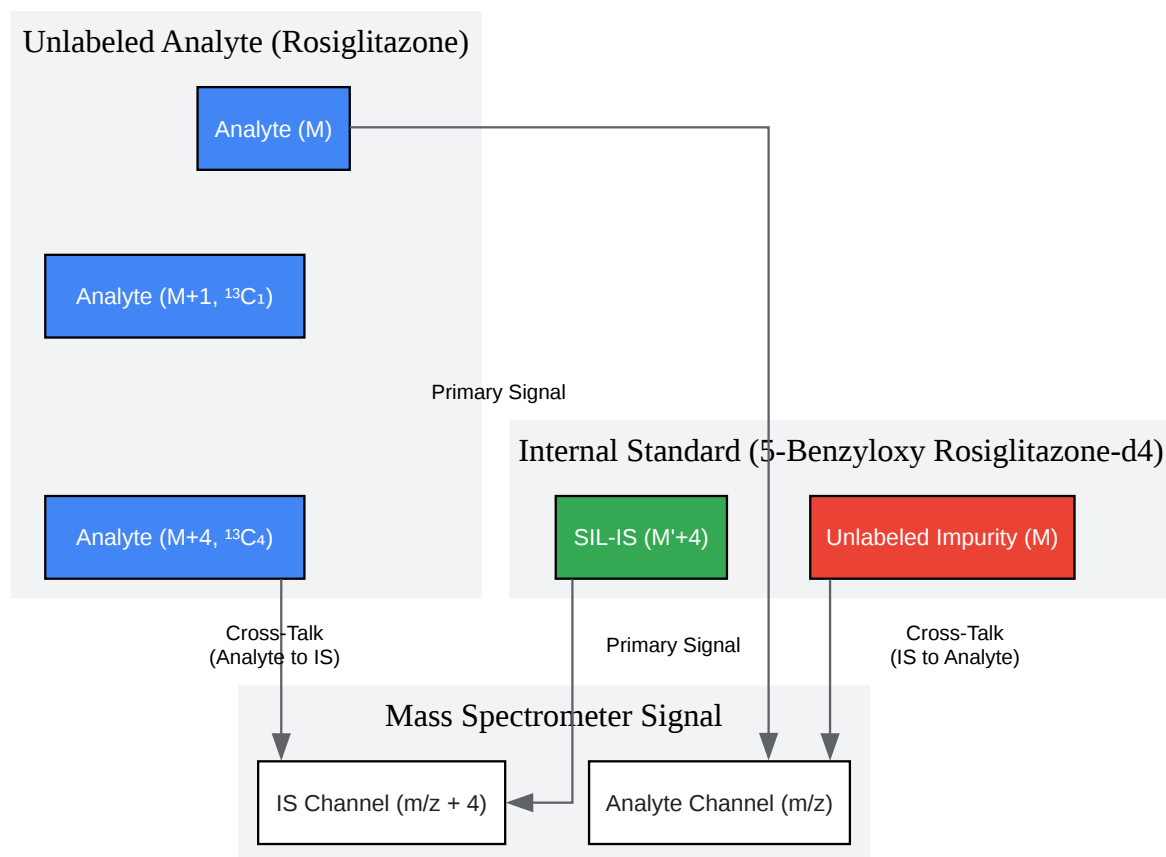 Unlabeled Analyte (Rosiglitazone)
Analyte (M)
Analyte (M+1, ¹³C₁)
Primary Signal
Internal Standard (5-Benzyloxy Rosiglitazone-d4)
Analyte (M+4, ¹³C₄)
SIL-IS (M'+4)
Unlabeled Impurity (M)
Cross-Talk
(Analyte to IS)
Primary Signal
Cross-Talk
(IS to Analyte)
Mass Spectrometer Signal
IS Channel (m/z + 4)
Analyte Channel (m/z)